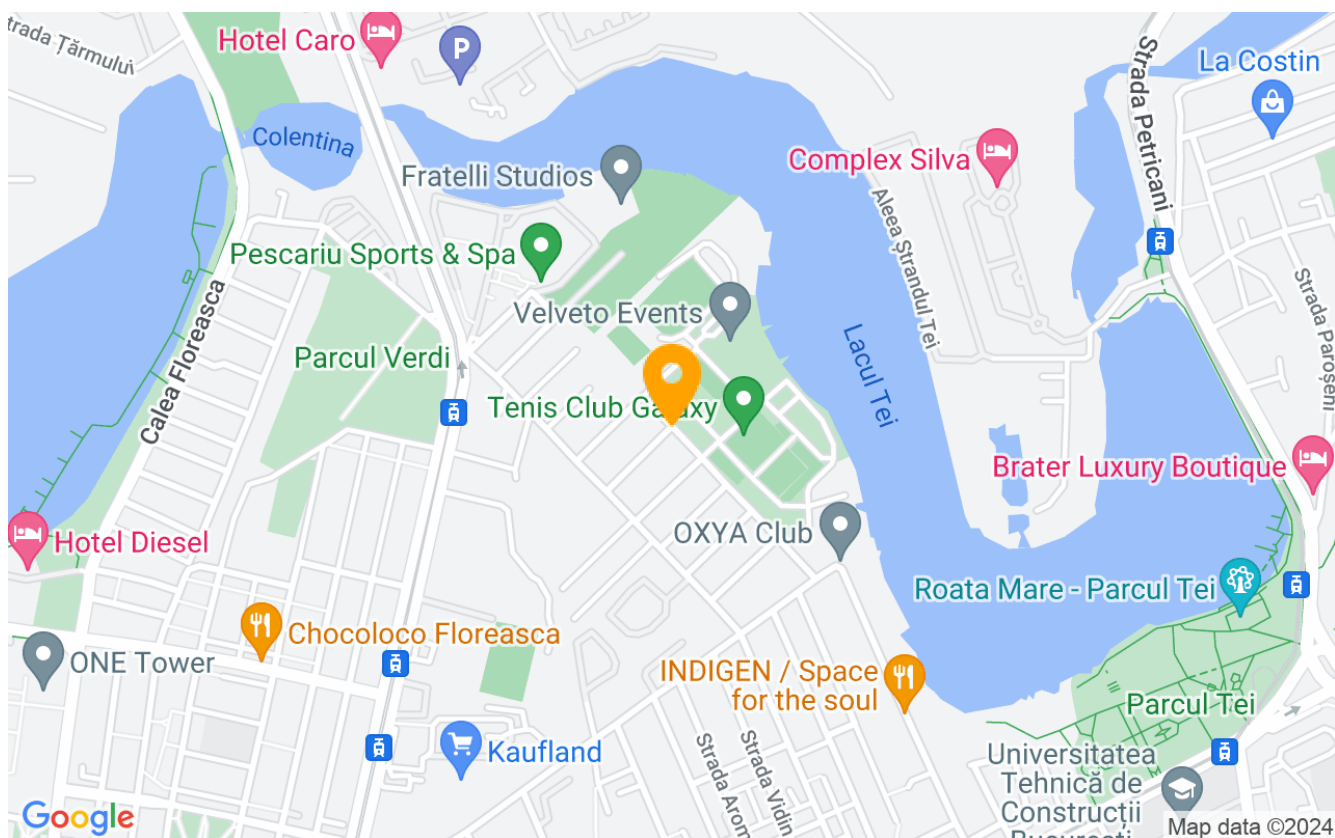 Strada Țărmului
Hotel Caro
P
Strada Petricani
La Costin
Colentina
Fratelli Studios
Complex Silva
Aleea Ștrandul Tei
Pescariu Sports & Spa
Calea Floreasca
Velveto Events
Strada Paroșeni
Parcul Verdi
Lacul Tei
Tenis Club Galaxy
Brater Luxury Boutique
OXYA Club
Hotel Diesel
Roata Mare - Parcul Tei
Chocoloco Floreasca
ONE Tower
INDIGEN / Space
for the soul
Parcul Tei
Kaufland
Strada Arom
Strada Vidin
Universitatea
Tehnică de
Construcții
București
Google
Map data ©2024